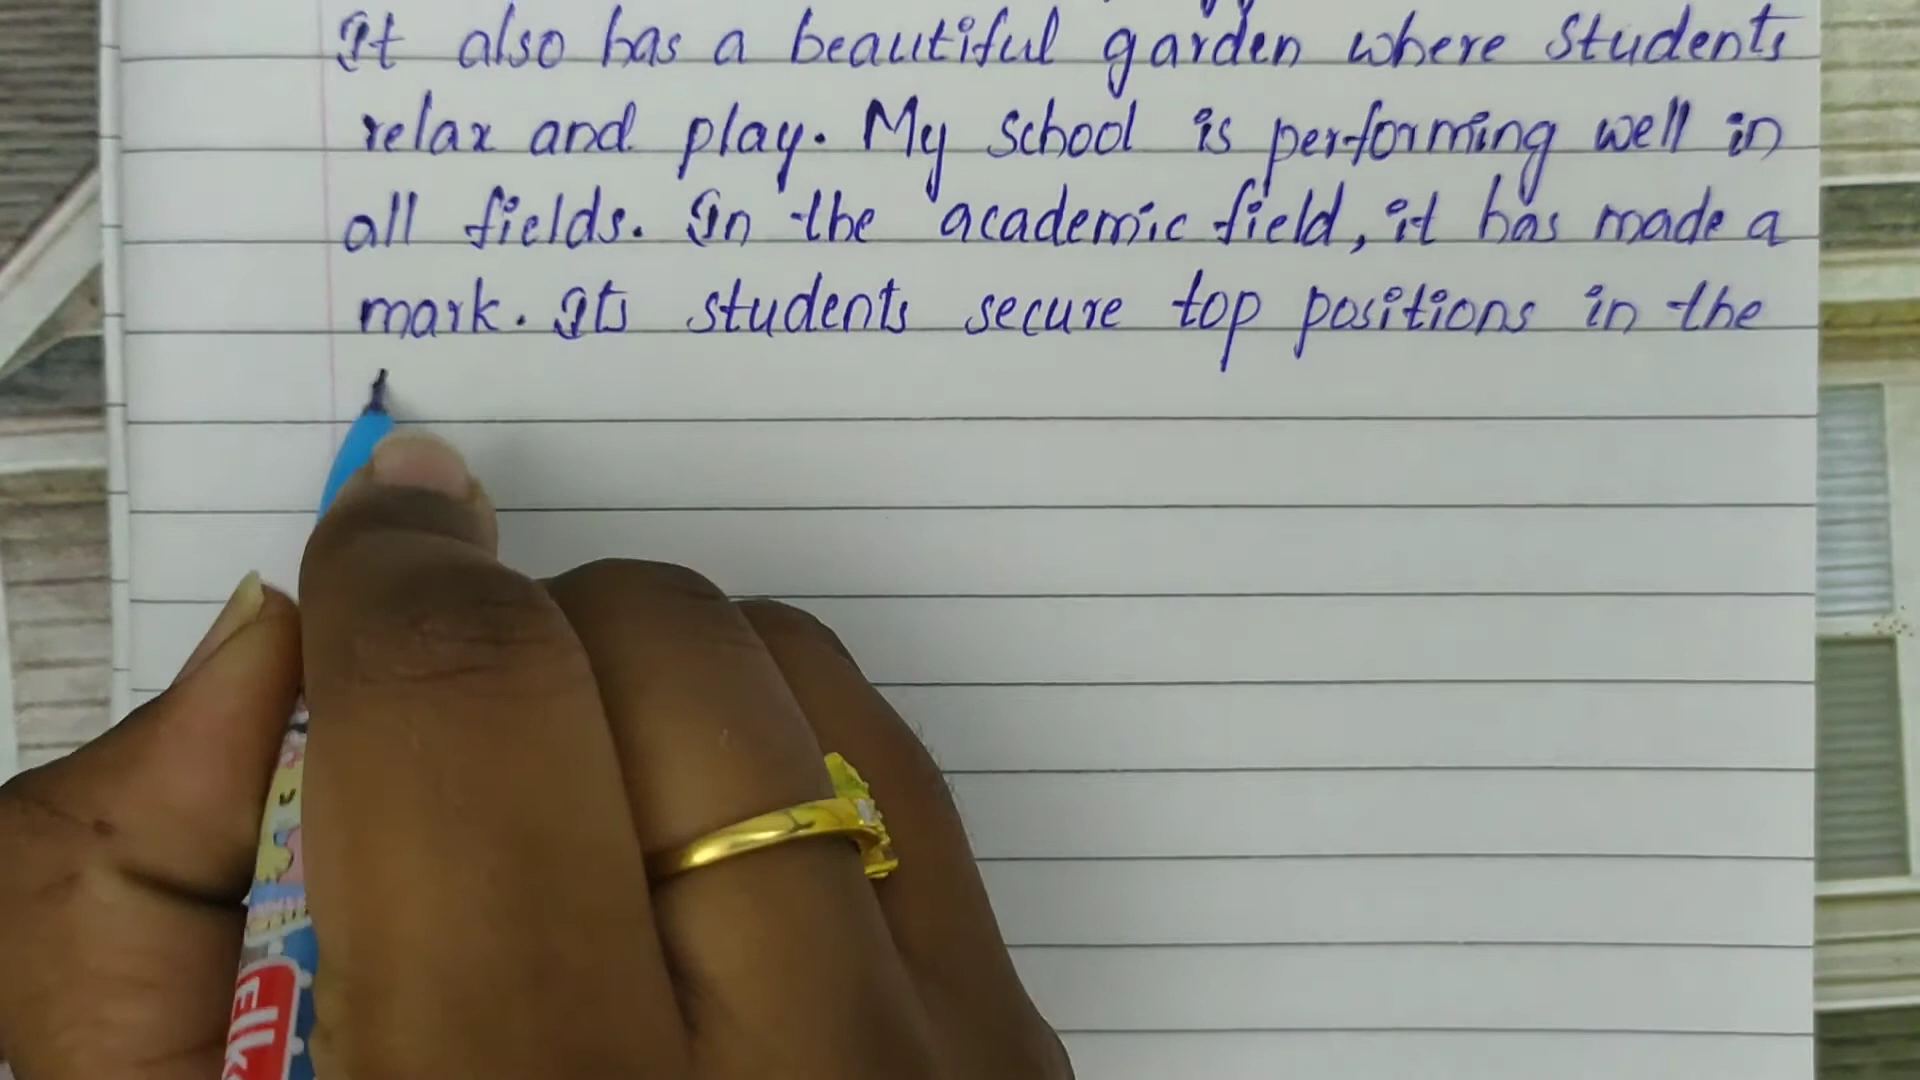 It also has a beautiful garden where students
relax and play. My school is performing well in
all fields. In the academic field, it has made a
mark. Its students secure top positions in the